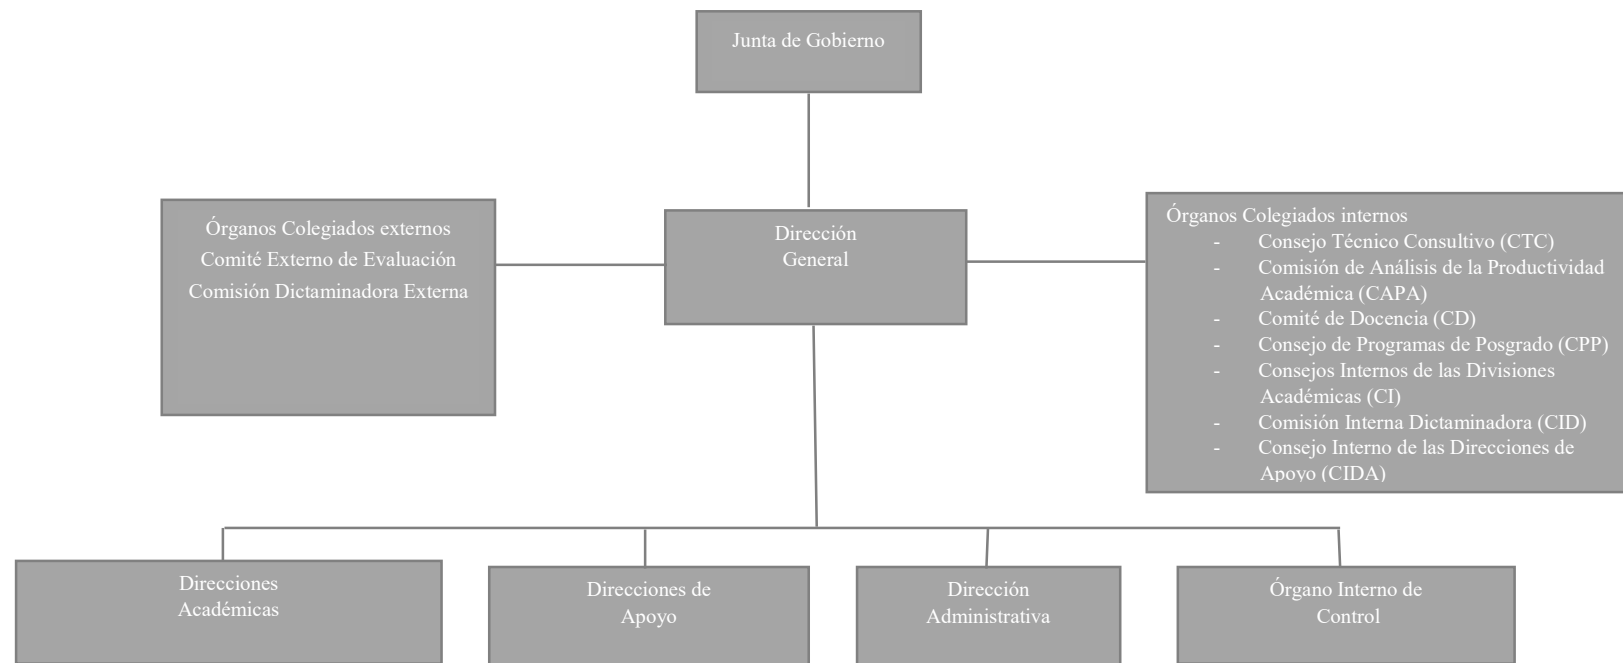 Junta de Gobierno
Órganos Colegiados externos
Comité Externo de Evaluación
Comisión Dictaminadora Externa
Dirección
General
Órganos Colegiados internos
- Consejo Técnico Consultivo (CTC)
- Comisión de Análisis de la Productividad
Académica (CAPA)
- Comité de Docencia (CD)
- Consejo de Programas de Posgrado (CPP)
- Consejos Internos de las Divisiones
Académicas (CI)
- Comisión Interna Dictaminadora (CID)
- Consejo Interno de las Direcciones de
Apoyo (CIDA)
Direcciones
Académicas
Direcciones de
Apoyo
Dirección
Administrativa
Órgano Interno de
Control